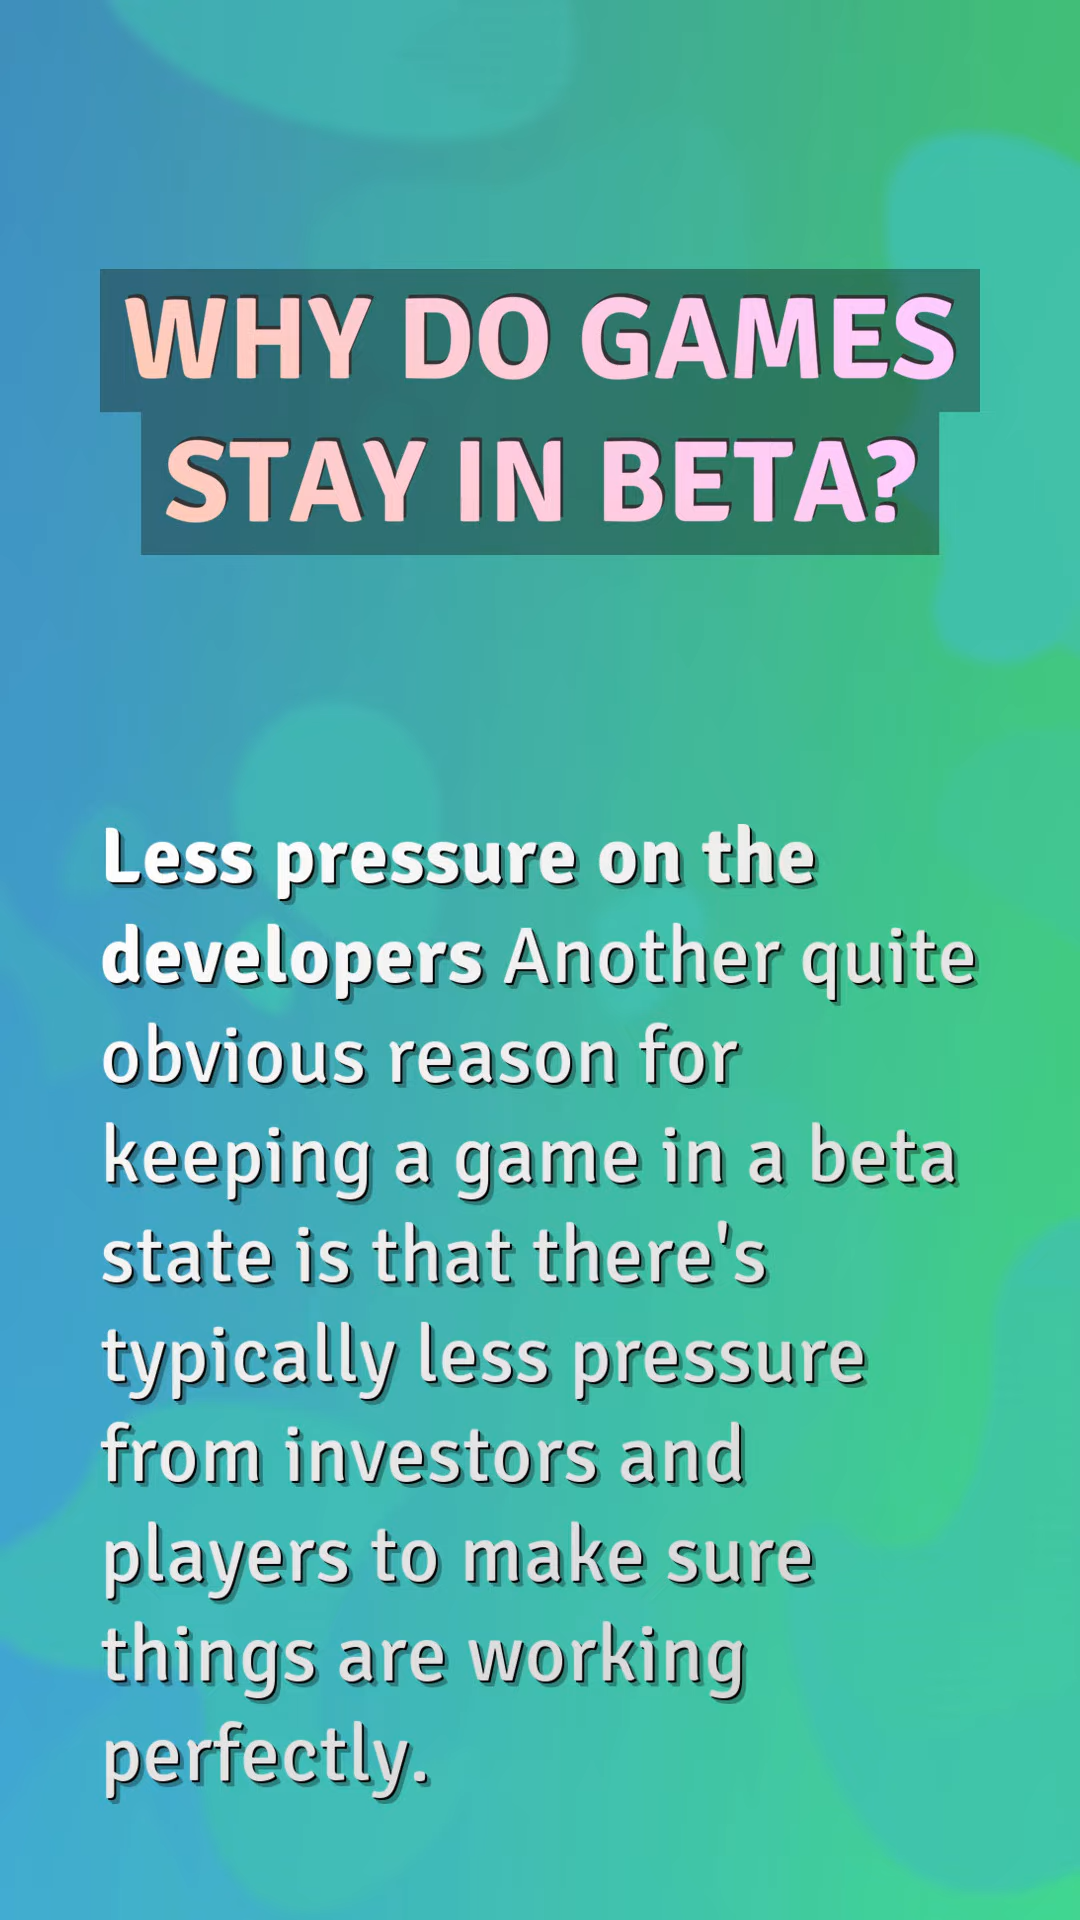 WHY DO GAMES
STAY IN BETA?
Less pressure on the
developers Another quite
obvious reason for
keeping a game in a beta
state is that there's
typically less pressure
from investors and
players to make sure
things are working
perfectly.